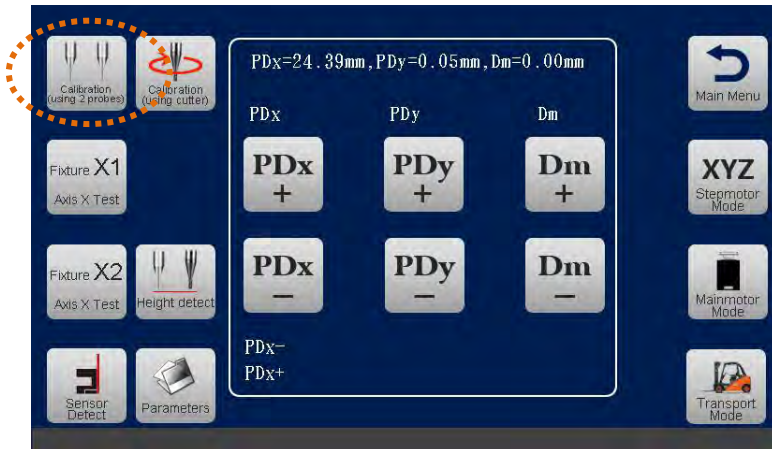 Calibration
(using 2 probes)
Calibration
(using cutter)
Fixture X1
Axis X Test
Fixture X2
Axis X Test
Height detect
Sensor
Detect
Parameters
PDx=24.39mm,PDy=0.05mm,Dm=0.00mm
PDx PDy Dm
PDx
+
PDy
+
Dm
+
PDx
−
PDy
−
Dm
−
PDx−
PDx+
Main Menu
XYZ
Stepmotor
Mode
Mainmotor
Mode
Transport
Mode